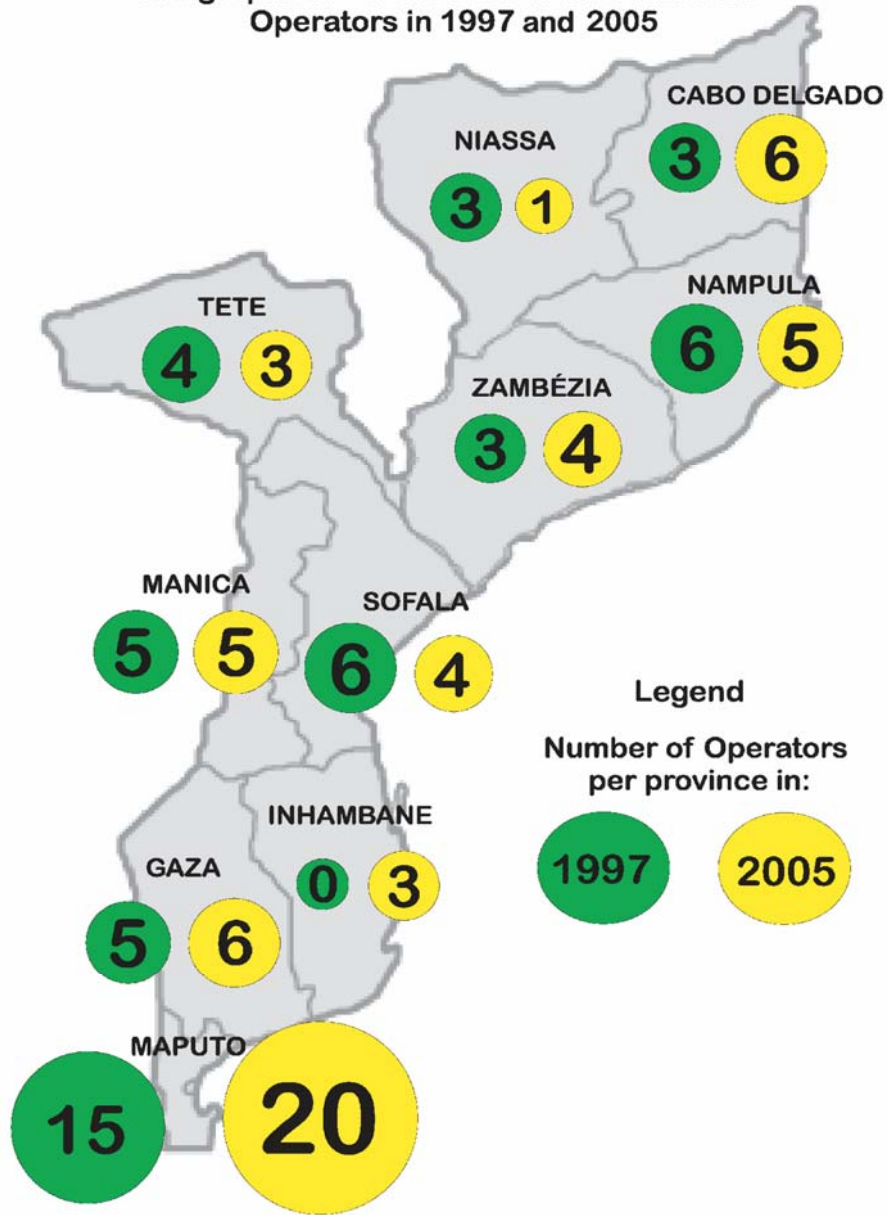 Operators in 1997 and 2005
CABO DELGADO
3 6
NIASSA
3 1
NAMPULA
6 5
TETE
4 3
ZAMBÉZIA
3 4
MANICA
5 5
SOFALA
6 4
Legend
Number of Operators
per province in:
1997 2005
INHAMBANE
0 3
GAZA
5 6
MAPUTO
15 20